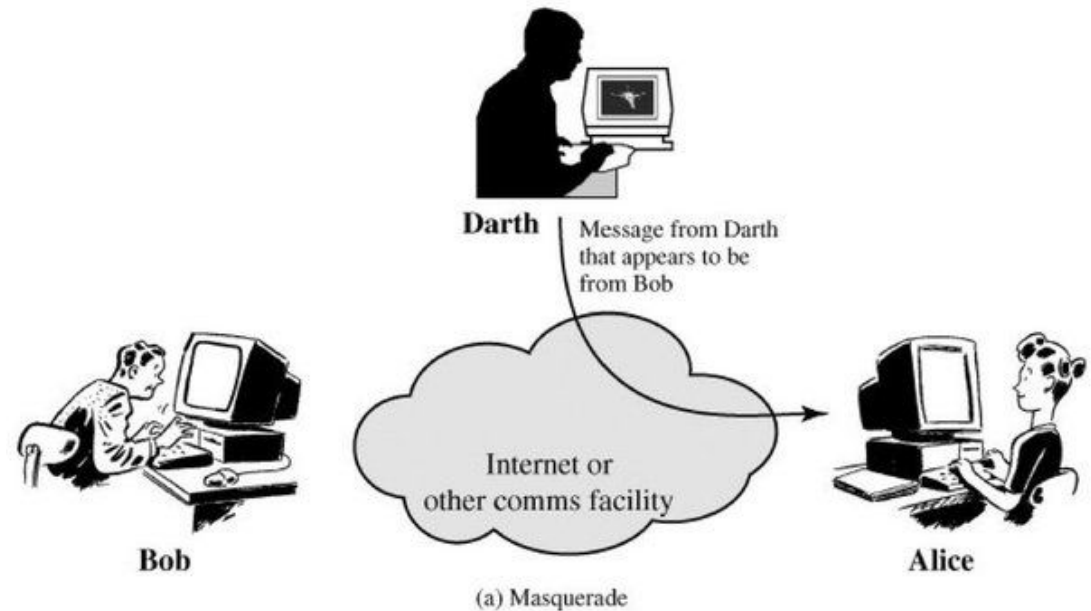 Darth
Message from Darth
that appears to be
from Bob
Internet or
other comms facility
Bob
Alice
(a) Masquerade